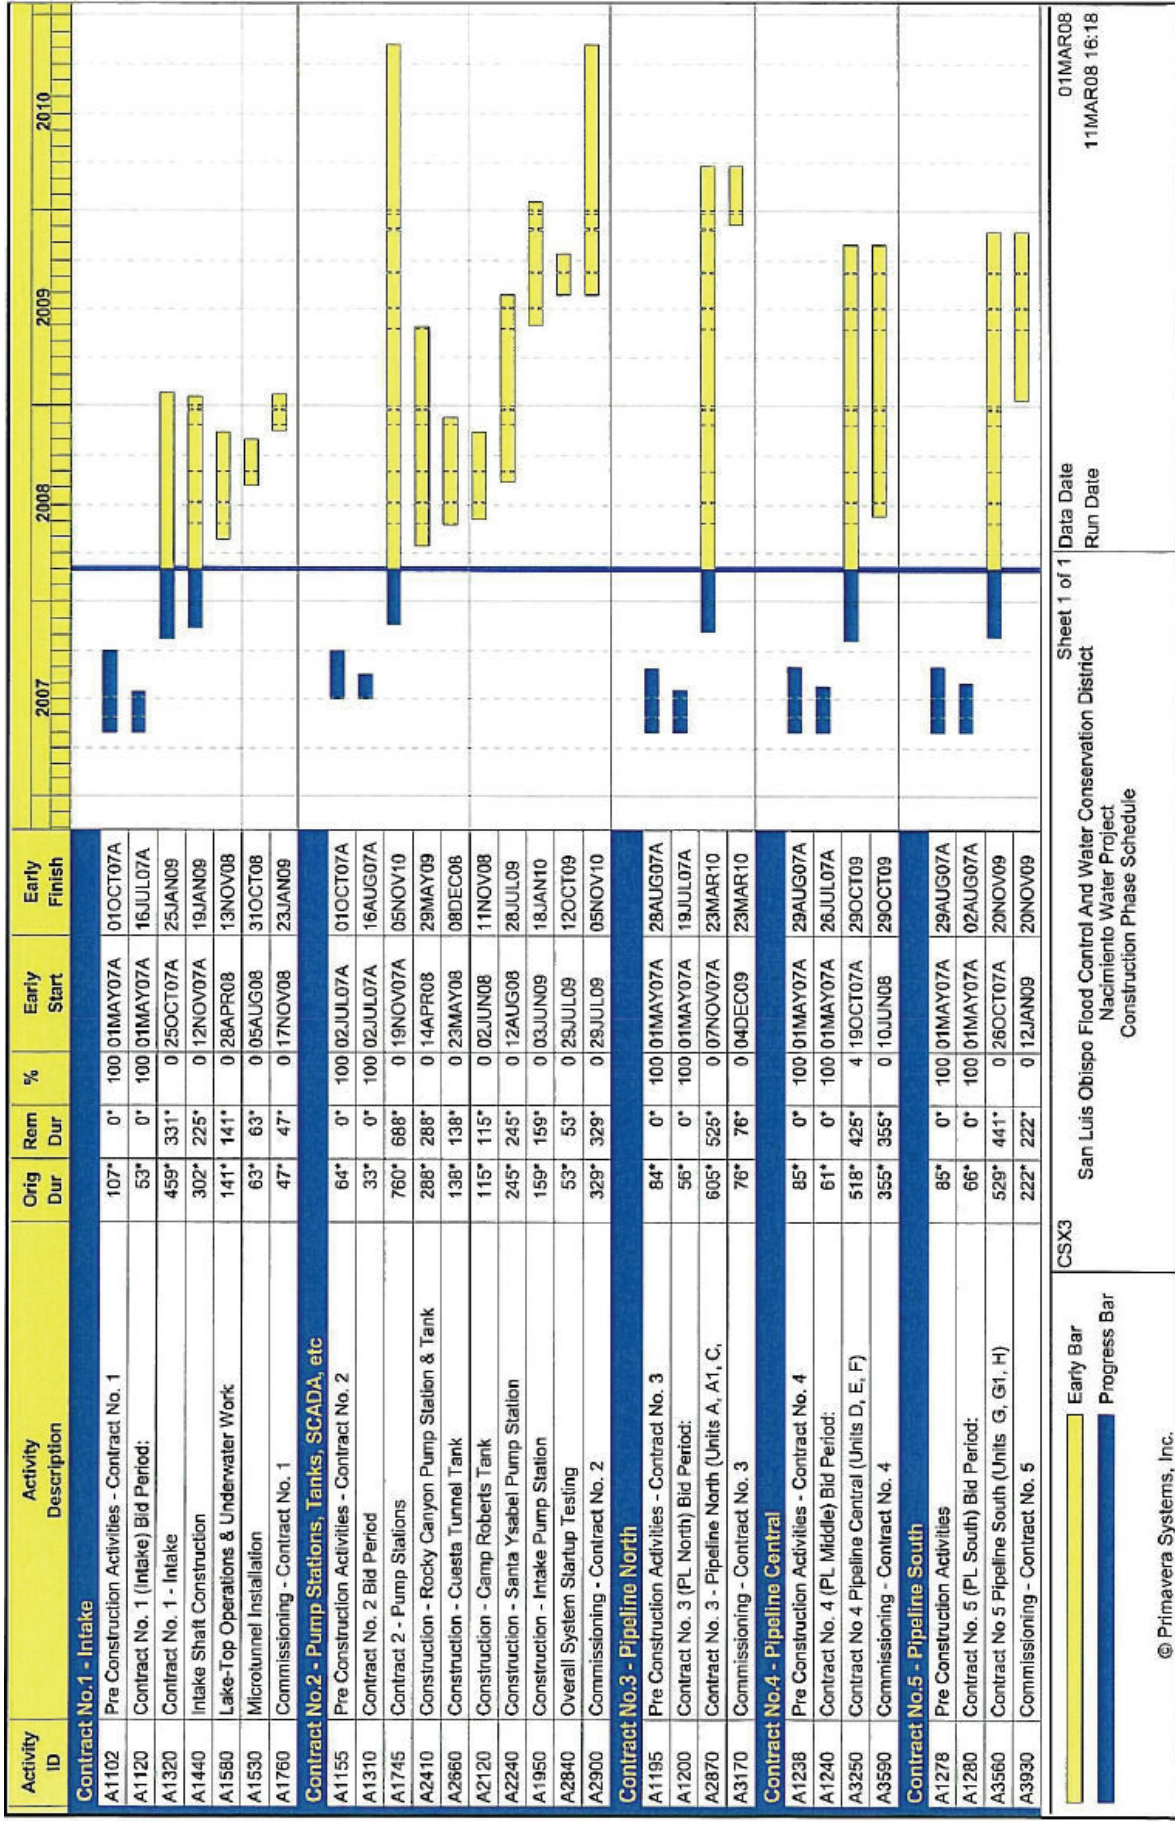 Activity ID Activity Description Orig Dur Rem Dur % Early Start Early Finish 2007 2008 2009 2010
Contract No.1 - Intake
A1102 Pre Construction Activities - Contract No. 1 107* 0* 100 01MAY07A 01OCT07A
A1120 Contract No. 1 (Intake) Bid Period: 53* 0* 100 01MAY07A 16JUL07A
A1320 Contract No. 1 - Intake 459* 331* 0 25OCT07A 25JAN09
A1440 Intake Shaft Construction 302* 225* 0 12NOV07A 19JAN09
A1580 Lake-Top Operations & Underwater Work 141* 141* 0 28APR08 13NOV08
A1530 Microtunnel Installation 63* 63* 0 05AUG08 31OCT08
A1760 Commissioning - Contract No. 1 47* 47* 0 17NOV08 23JAN09
Contract No.2 - Pump Stations, Tanks, SCADA, etc
A1155 Pre Construction Activities - Contract No. 2 64* 0* 100 02JUL07A 01OCT07A
A1310 Contract No. 2 Bid Period 33* 0* 100 02JUL07A 16AUG07A
A1745 Contract 2 - Pump Stations 760* 688* 0 19NOV07A 05NOV10
A2410 Construction - Rocky Canyon Pump Station & Tank 288* 288* 0 14APR08 29MAY09
A2660 Construction - Cuesta Tunnel Tank 138* 138* 0 23MAY08 08DEC08
A2120 Construction - Camp Roberts Tank 115* 115* 0 02JUN08 11NOV08
A2240 Construction - Santa Ysabel Pump Station 245* 245* 0 12AUG08 28JUL09
A1950 Construction - Intake Pump Station 159* 159* 0 03JUN09 18JAN10
A2840 Overall System Startup Testing 53* 53* 0 29JUL09 12OCT09
A2900 Commissioning - Contract No. 2 329* 329* 0 29JUL09 05NOV10
Contract No.3 - Pipeline North
A1195 Pre Construction Activities - Contract No. 3 84* 0* 100 01MAY07A 28AUG07A
A1200 Contract No. 3 (PL North) Bid Period: 56* 0* 100 01MAY07A 19JUL07A
A2870 Contract No. 3 - Pipeline North (Units A, A1, C, 605* 525* 0 07NOV07A 23MAR10
A3170 Commissioning - Contract No. 3 76* 76* 0 04DEC09 23MAR10
Contract No.4 - Pipeline Central
A1238 Pre Construction Activities - Contract No. 4 85* 0* 100 01MAY07A 29AUG07A
A1240 Contract No. 4 (PL Middle) Bid Period: 61* 0* 100 01MAY07A 26JUL07A
A3250 Contract No 4 Pipeline Central (Units D, E, F) 518* 425* 4 19OCT07A 29OCT09
A3590 Commissioning - Contract No. 4 355* 355* 0 10JUN08 29OCT09
Contract No.5 - Pipeline South
A1278 Pre Construction Activities 85* 0* 100 01MAY07A 29AUG07A
A1280 Contract No. 5 (PL South) Bid Period: 66* 0* 100 01MAY07A 02AUG07A
A3560 Contract No 5 Pipeline South (Units G, G1, H) 529* 441* 0 26OCT07A 20NOV09
A3930 Commissioning - Contract No. 5 222* 222* 0 12JAN09 20NOV09
Early Bar
Progress Bar
© Primavera Systems, Inc.
CSX3
Sheet 1 of 1
San Luis Obispo Flood Control And Water Conservation District
Nacimiento Water Project
Construction Phase Schedule
Data Date 01MAR08
Run Date 11MAR08 16:18